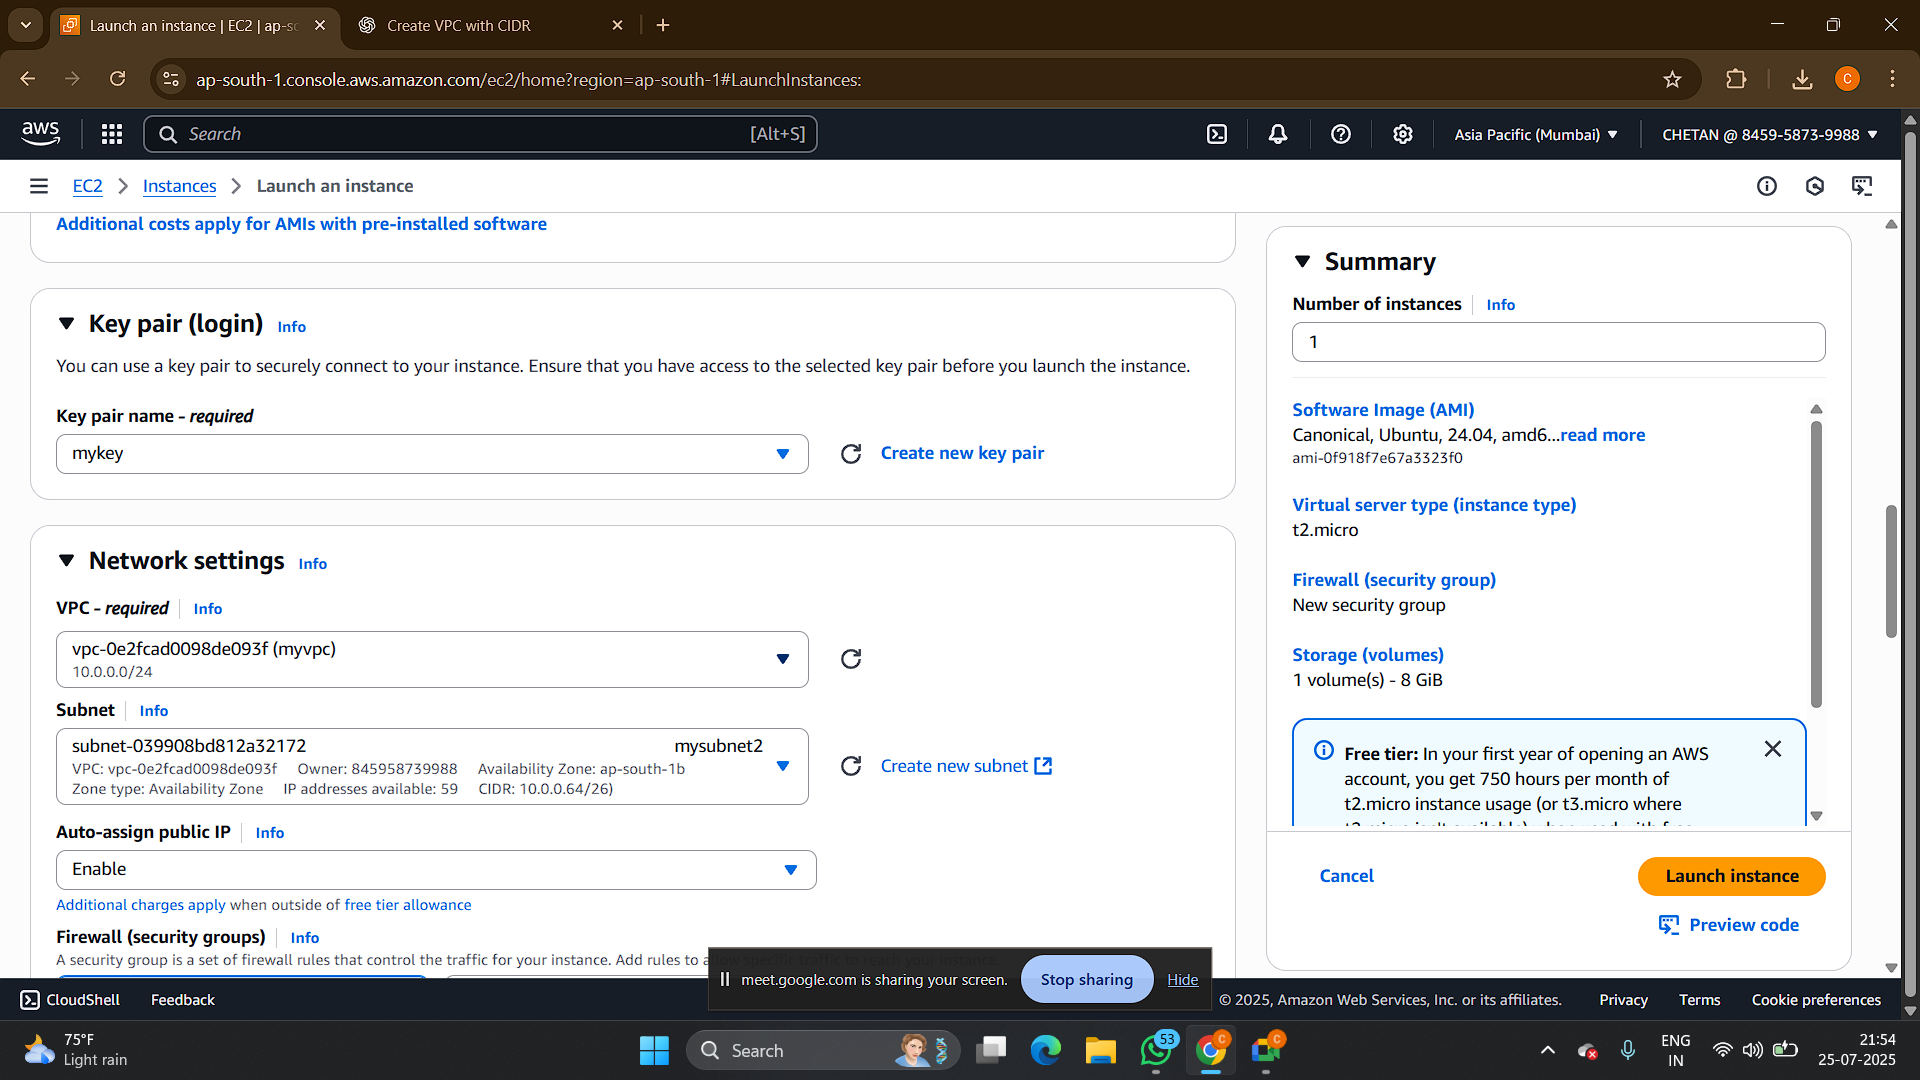 Launch an instance | EC2 | ap-so
Create VPC with CIDR
ap-south-1.console.aws.amazon.com/ec2/home?region=ap-south-1#LaunchInstances:
C
aws
Search
[Alt+S]
Asia Pacific (Mumbai)
CHETAN @ 8459-5873-9988
EC2
Instances
Launch an instance
Additional costs apply for AMIs with pre-installed software
Key pair (login)
Info
You can use a key pair to securely connect to your instance. Ensure that you have access to the selected key pair before you launch the instance.
Key pair name - required
mykey
Create new key pair
Network settings
Info
VPC - required
Info
vpc-0e2fcad0098de093f (myvpc)
10.0.0.0/24
Subnet
Info
subnet-039908bd812a32172
mysubnet2
VPC: vpc-0e2fcad0098de093f Owner: 845958739988 Availability Zone: ap-south-1b
Zone type: Availability Zone IP addresses available: 59 CIDR: 10.0.0.64/26)
Create new subnet
Auto-assign public IP
Info
Enable
Additional charges apply when outside of free tier allowance
Firewall (security groups)
Info
A security group is a set of firewall rules that control the traffic for your instance. Add rules to allow specific traffic to reach your instance.
Summary
Number of instances
Info
1
Software Image (AMI)
Canonical, Ubuntu, 24.04, amd6...read more
ami-0f918f7e67a3323f0
Virtual server type (instance type)
t2.micro
Firewall (security group)
New security group
Storage (volumes)
1 volume(s) - 8 GiB
Free tier: In your first year of opening an AWS
account, you get 750 hours per month of
t2.micro instance usage (or t3.micro where
Cancel
Launch instance
Preview code
meet.google.com is sharing your screen.
Stop sharing
Hide
CloudShell
Feedback
© 2025, Amazon Web Services, Inc. or its affiliates.
Privacy
Terms
Cookie preferences
75°F
Light rain
Search
53
C
C
ENG
IN
21:54
25-07-2025